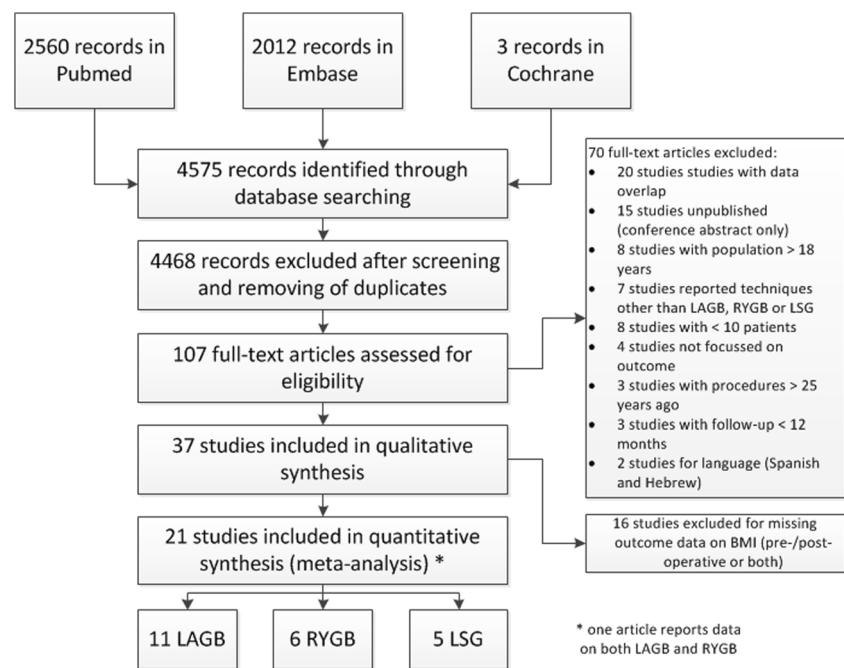 2560 records in
Pubmed
2012 records in
Embase
3 records in
Cochrane
4575 records identified through
database searching
4468 records excluded after screening
and removing of duplicates
107 full-text articles assessed for
eligibility
70 full-text articles excluded:
• 20 studies studies with data
overlap
• 15 studies unpublished
(conference abstract only)
• 8 studies with population > 18
years
• 7 studies reported techniques
other than LAGB, RYGB or LSG
• 8 studies with < 10 patients
• 4 studies not focussed on
outcome
• 3 studies with procedures > 25
years ago
• 3 studies with follow-up < 12
months
• 2 studies for language (Spanish
and Hebrew)
37 studies included in qualitative
synthesis
16 studies excluded for missing
outcome data on BMI (pre-/post-
operative or both)
21 studies included in quantitative
synthesis (meta-analysis) *
11 LAGB
6 RYGB
5 LSG
* one article reports data
on both LAGB and RYGB